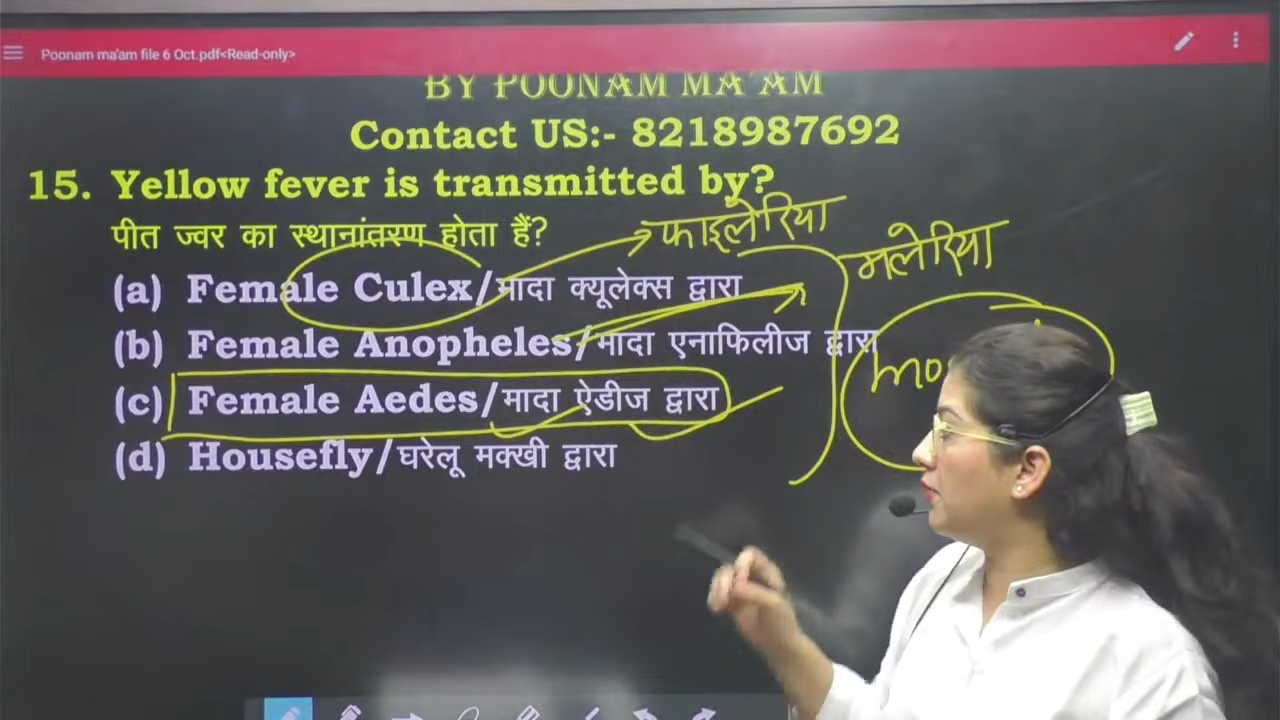 Poonam ma'am file 6 Oct.pdf<Read-only>
BY POONAM MA'AM
Contact US:- 8218987692
15. Yellow fever is transmitted by?
पीत ज्वर का स्थानांतरण होता हैं?
फाइलेरिया
मलेरिया
(a) Female Culex/मादा क्यूलेक्स द्वारा
(b) Female Anopheles/मादा एनाफिलीज द्वारा
(c) Female Aedes/मादा ऐडीज द्वारा
(d) Housefly/घरेलू मक्खी द्वारा